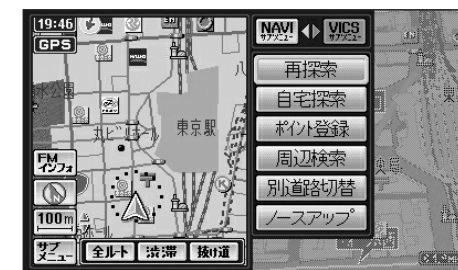 19:46
GPS
丸ビル
東京駅
FM
インフォ
100m
サブ
メニュー
全ルート
渋滞
抜け道
NAVI
サブメニュー
VICS
サブメニュー
再探索
自宅探索
ポイント登録
周辺検索
別道路切替
ノースアップ